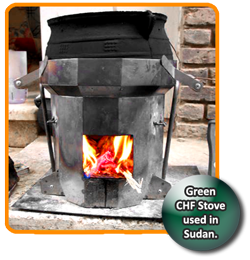 Green
CHF Stove
used in
Sudan.